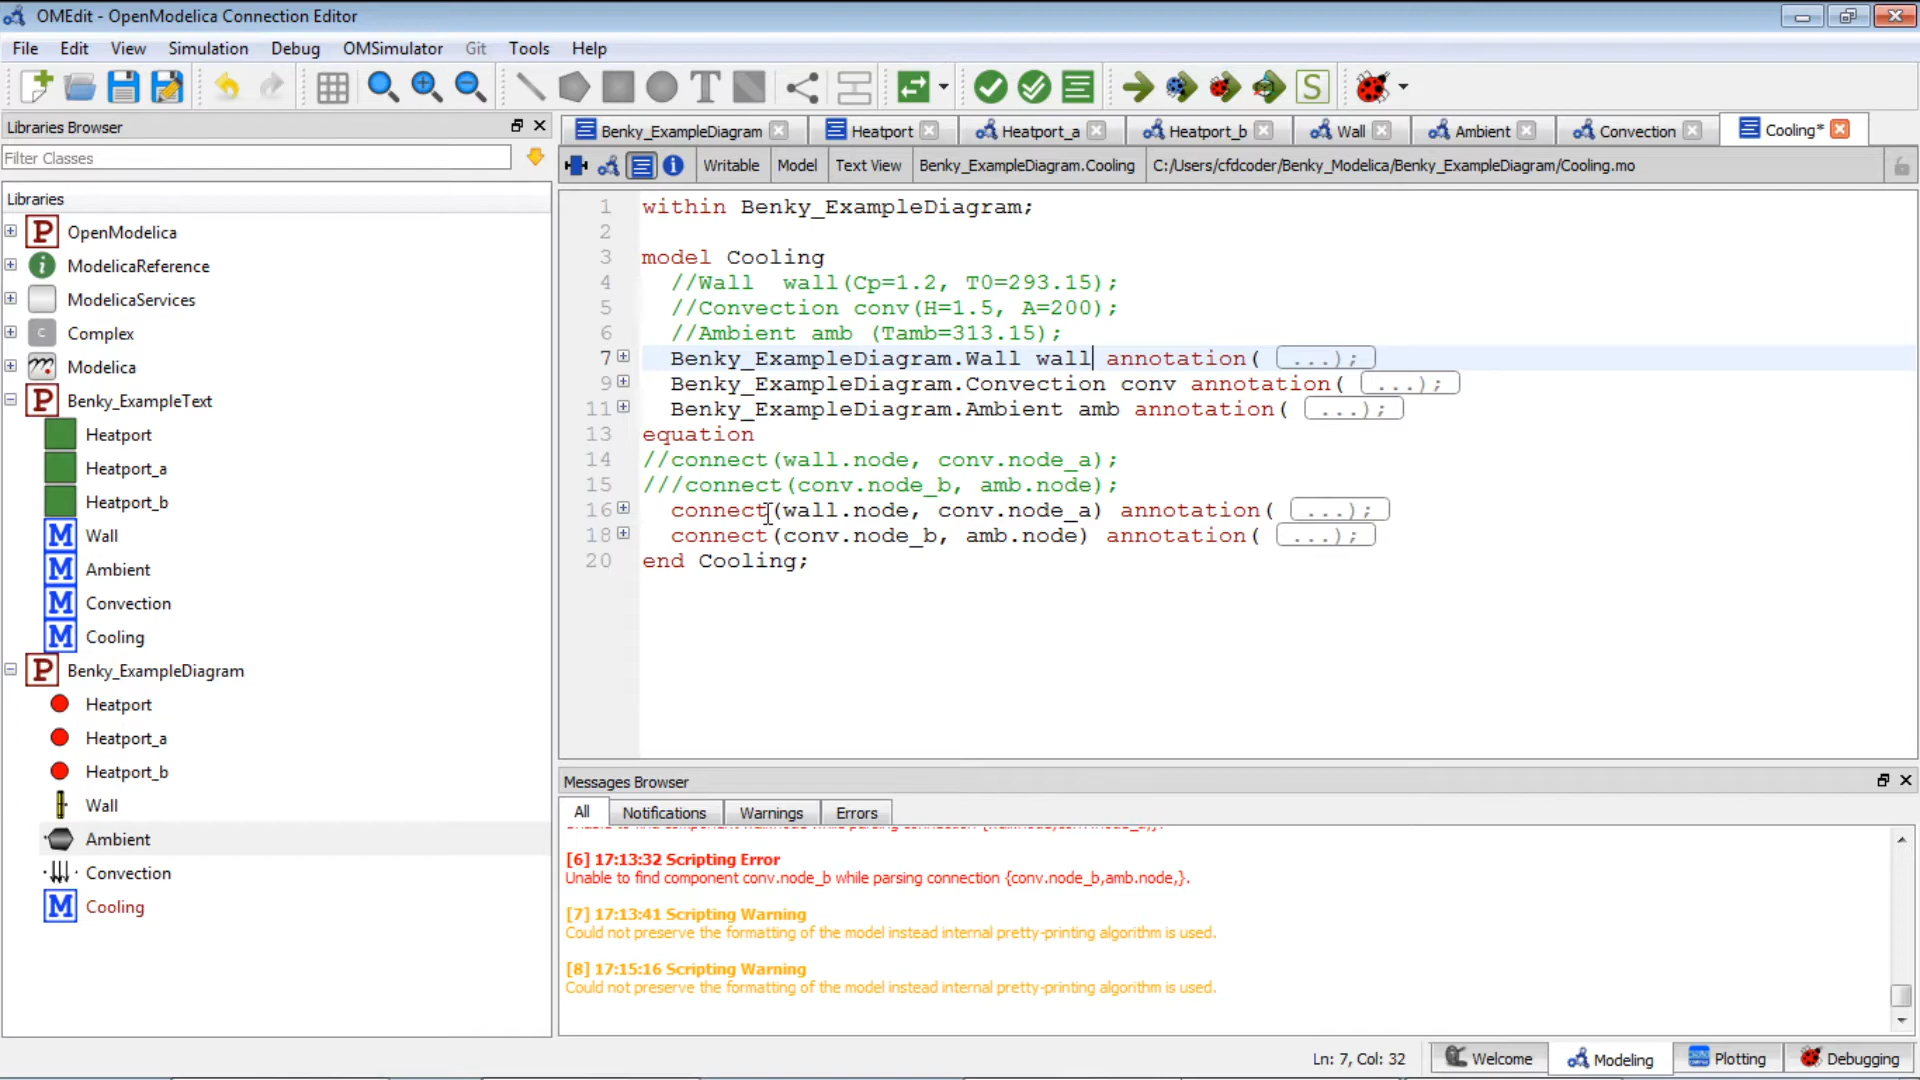 OMEdit - OpenModelica Connection Editor
File Edit View Simulation Debug OMSimulator Git Tools Help
T S
Libraries Browser
Filter Classes
Libraries
P OpenModelica
i ModelicaReference
ModelicaServices
C Complex
Modelica
P Benky_ExampleText
Heatport
Heatport_a
Heatport_b
M Wall
M Ambient
M Convection
M Cooling
P Benky_ExampleDiagram
Heatport
Heatport_a
Heatport_b
Wall
Ambient
Convection
M Cooling
Benky_ExampleDiagram Heatport Heatport_a Heatport_b Wall Ambient Convection Cooling*
Writable Model Text View Benky_ExampleDiagram.Cooling C:/Users/cfdcoder/Benky_Modelica/Benky_ExampleDiagram/Cooling.mo
1 within Benky_ExampleDiagram;
2
3 model Cooling
4 //Wall  wall(Cp=1.2, T0=293.15);
5 //Convection conv(H=1.5, A=200);
6 //Ambient amb (Tamb=313.15);
7 Benky_ExampleDiagram.Wall wall annotation( ...);
9 Benky_ExampleDiagram.Convection conv annotation( ...);
11 Benky_ExampleDiagram.Ambient amb annotation( ...);
13 equation
14 //connect(wall.node, conv.node_a);
15 ///connect(conv.node_b, amb.node);
16 connect(wall.node, conv.node_a) annotation( ...);
18 connect(conv.node_b, amb.node) annotation( ...);
20 end Cooling;
Messages Browser
All Notifications Warnings Errors
[6] 17:13:32 Scripting Error
Unable to find component conv.node_b while parsing connection {conv.node_b,amb.node,}.
[7] 17:13:41 Scripting Warning
Could not preserve the formatting of the model instead internal pretty-printing algorithm is used.
[8] 17:15:16 Scripting Warning
Could not preserve the formatting of the model instead internal pretty-printing algorithm is used.
Ln: 7, Col: 32 Welcome Modeling Plotting Debugging